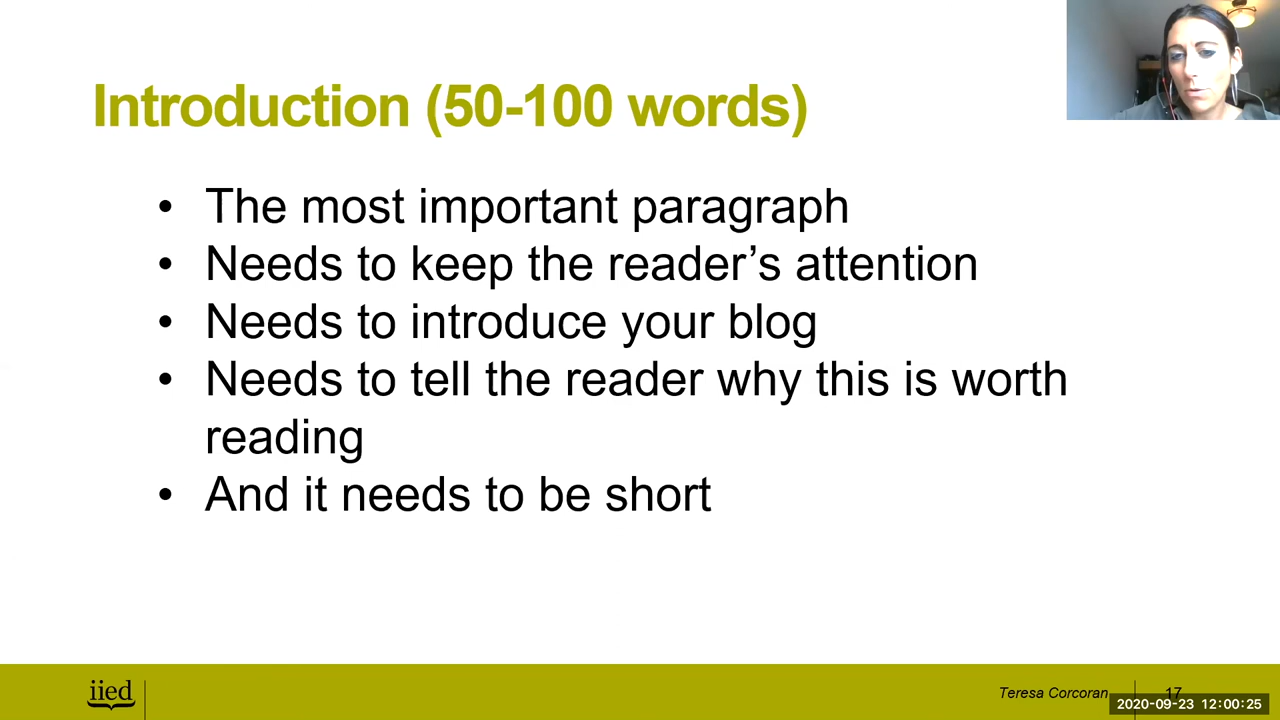 Introduction (50-100 words)
• The most important paragraph
• Needs to keep the reader’s attention
• Needs to introduce your blog
• Needs to tell the reader why this is worth
reading
• And it needs to be short
iied
Teresa Corcoran
17
2020-09-23 12:00:25